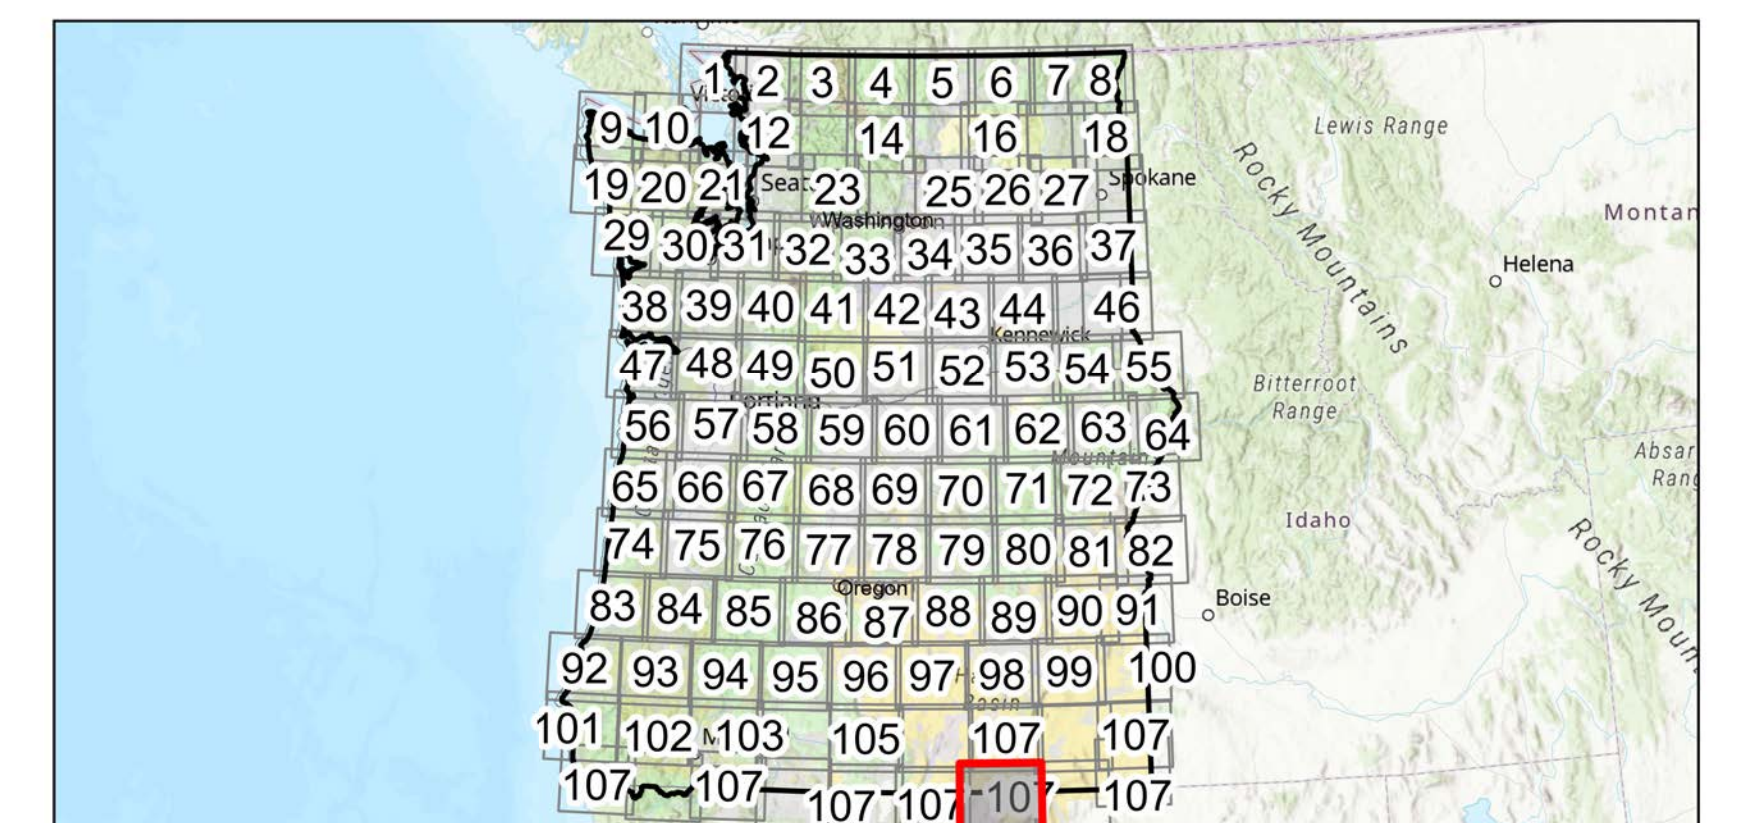 1 2 3 4 5 6 7 8
9 10 12 14 16 18
Lewis Range
19 20 21 23 25 26 27
Spokane
Washington
Rocky Mountains
Montan
29 30 31 32 33 34 35 36 37
Helena
38 39 40 41 42 43 44 46
Kennewick
47 48 49 50 51 52 53 54 55
Bitterroot
Range
Portland
56 57 58 59 60 61 62 63 64
Mountain
Absar
Rang
65 66 67 68 69 70 71 72 73
Idaho
74 75 76 77 78 79 80 81 82
Rocky Moun
Oregon
83 84 85 86 87 88 89 90 91
Boise
92 93 94 95 96 97 98 99 100
Basin
101 102 103 105 107 107
107 107 107 107 107 107